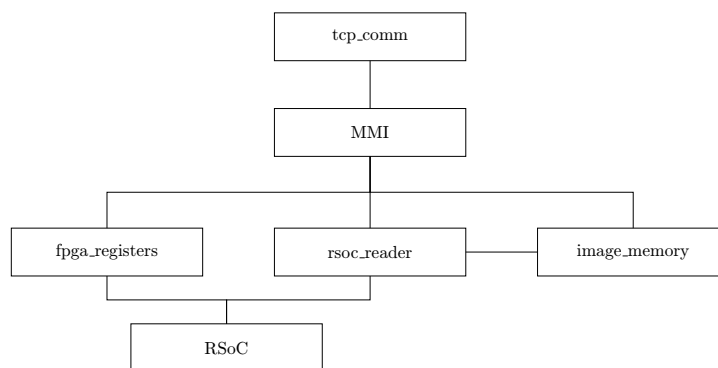 tcp_comm
MMI
fpga_registers
rsoc_reader
image_memory
RSoC